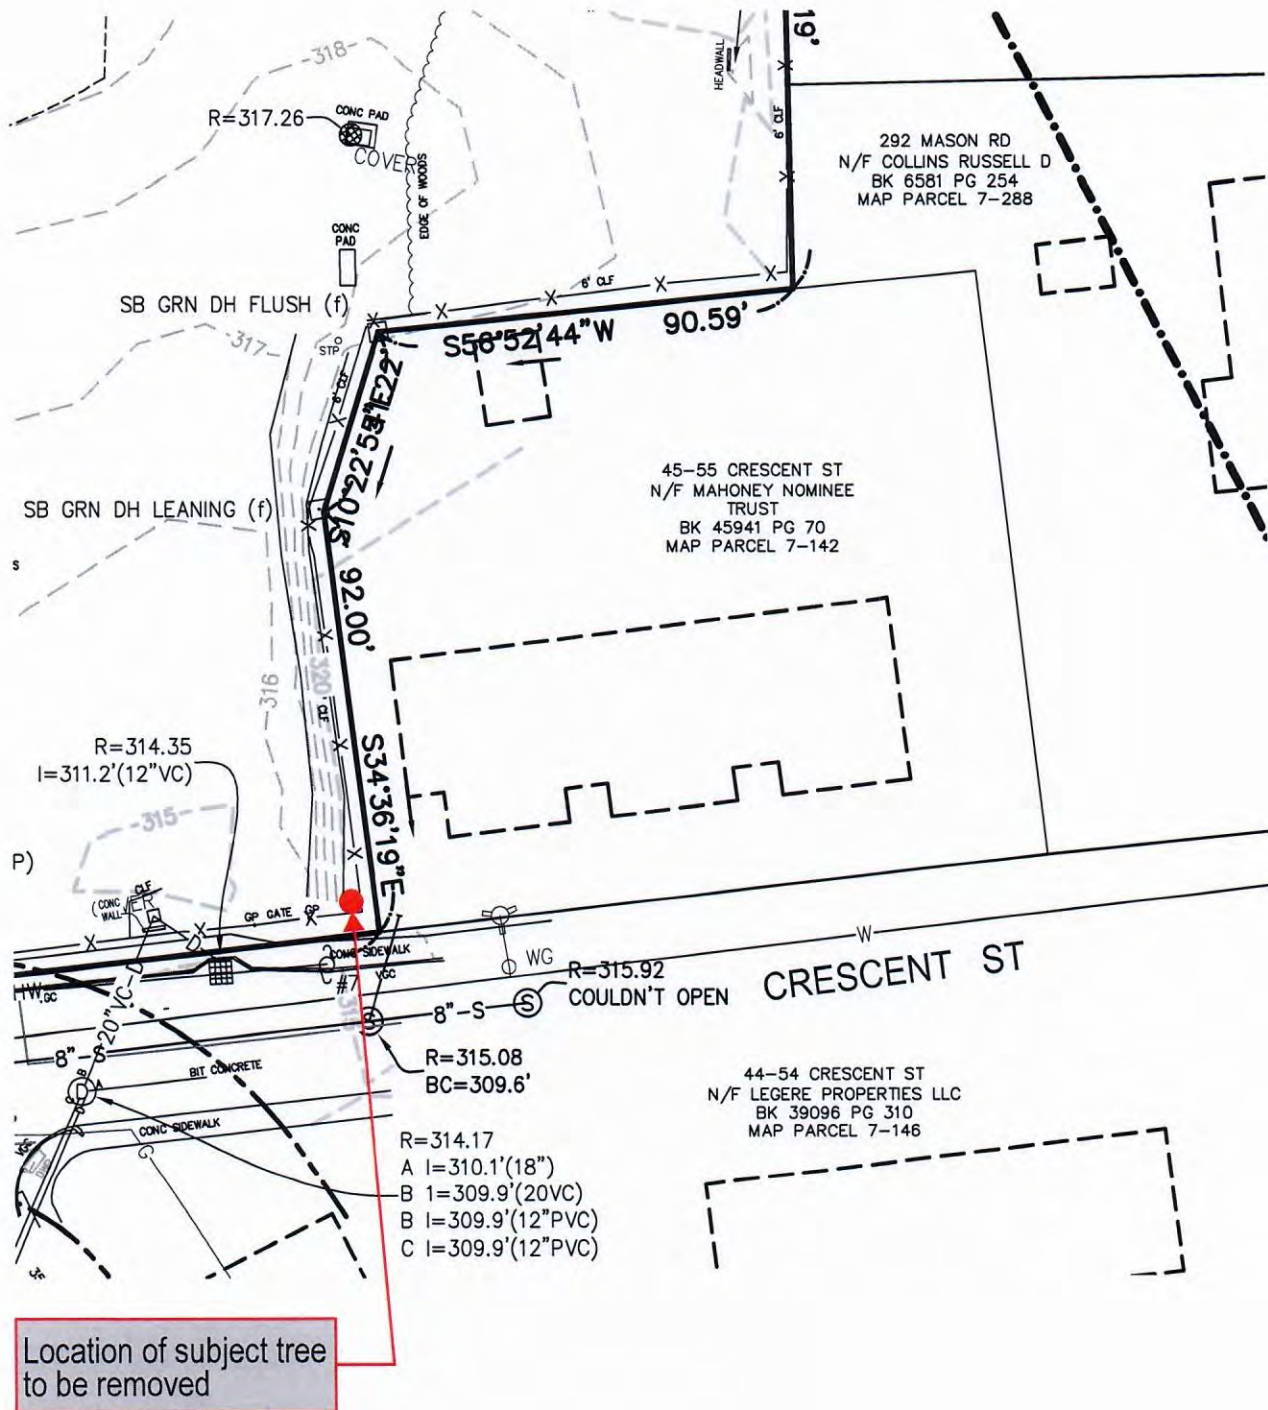 19'
-318-
HEADWALL
R=317.26
CONC PAD
COVER
6' CLF
292 MASON RD
N/F COLLINS RUSSELL D
BK 6581 PG 254
MAP PARCEL 7-288
EDGE OF WOODS
CONC
PAD
SB GRN DH FLUSH (f)
6' CLF
S56°52'44"W 90.59'
-317-
STP
6' CLF
45-55 CRESCENT ST
N/F MAHONEY NOMINEE
TRUST
BK 45941 PG 70
MAP PARCEL 7-142
SB GRN DH LEANING (f)
s
92.00'
S34°36'19"E
320
-316-
CLF
R=314.35
I=311.2'(12"VC)
-315-
P)
CLF
CONC
WALL
GP GATE GP
D
CONC SIDEWALK
VGC
WG
W
CRESCENT ST
R=315.92
COULDN'T OPEN
#7
S
8"-S
S
20"VC-D
8"-S
R=315.08
BC=309.6'
BIT CONCRETE
B
A
D
CONC SIDEWALK
G
44-54 CRESCENT ST
N/F LEGERE PROPERTIES LLC
BK 39096 PG 310
MAP PARCEL 7-146
R=314.17
A I=310.1'(18")
B 1=309.9'(20VC)
B I=309.9'(12"PVC)
C I=309.9'(12"PVC)
Location of subject tree
to be removed